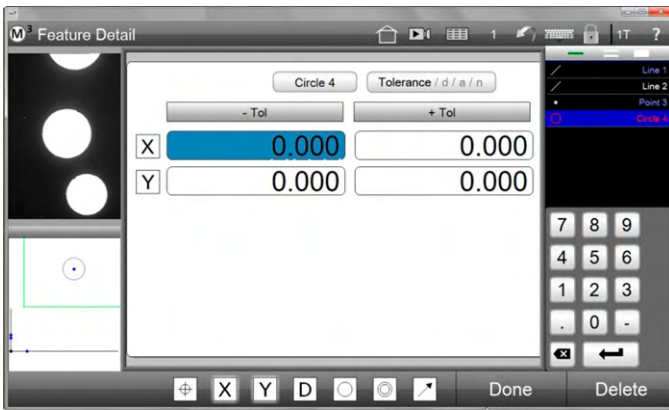 M3 Feature Detail
1
1T
?
Circle 4
Tolerance / d / a / n
- Tol
+ Tol
X
0.000
0.000
Y
0.000
0.000
Line 1
Line 2
Point 3
Circle 4
7 8 9
4 5 6
1 2 3
. 0 -
X Y D
Done
Delete